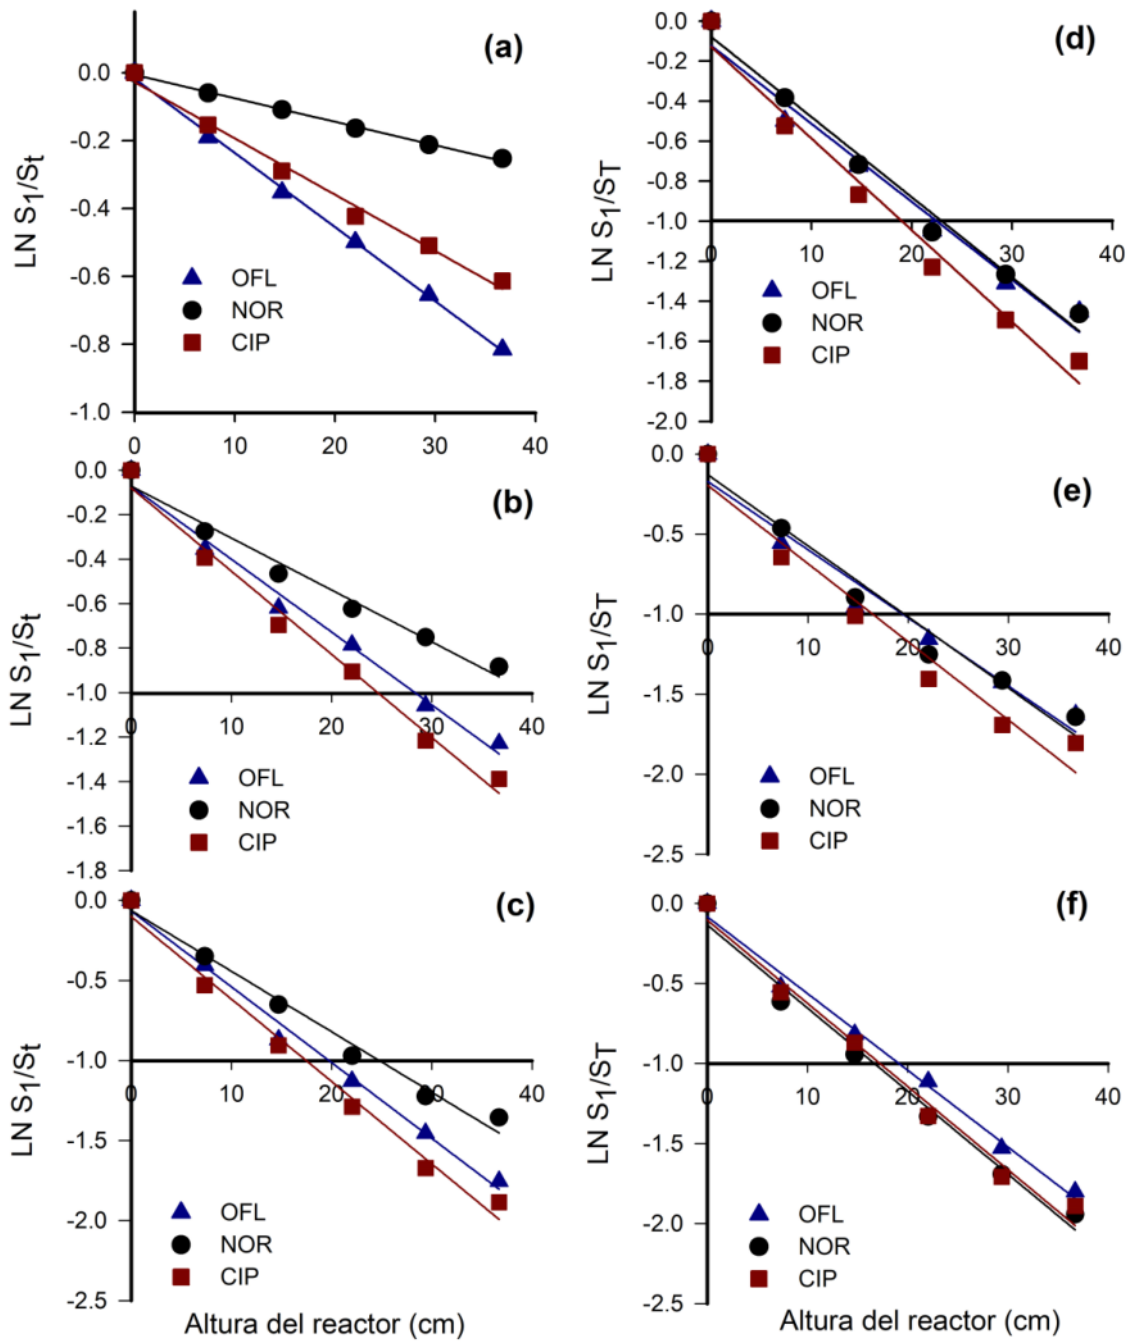 (a)
LN S1/St
0.0
-0.2
-0.4
-0.6
-0.8
-1.0
0 10 20 30 40
OFL
NOR
CIP
(d)
LN S1/ST
0.0
-0.2
-0.4
-0.6
-0.8
-1.0
-1.2
-1.4
-1.6
-1.8
-2.0
0 10 20 30 40
OFL
NOR
CIP
(b)
LN S1/St
0.0
-0.2
-0.4
-0.6
-0.8
-1.0
-1.2
-1.4
-1.6
-1.8
0 10 20 30 40
OFL
NOR
CIP
(e)
LN S1/ST
0.0
-0.5
-1.0
-1.5
-2.0
-2.5
0 10 20 30 40
OFL
NOR
CIP
(c)
LN S1/St
0.0
-0.5
-1.0
-1.5
-2.0
-2.5
0 10 20 30 40
OFL
NOR
CIP
Altura del reactor (cm)
(f)
LN S1/ST
0.0
-0.5
-1.0
-1.5
-2.0
-2.5
0 10 20 30 40
OFL
NOR
CIP
Altura del reactor (cm)